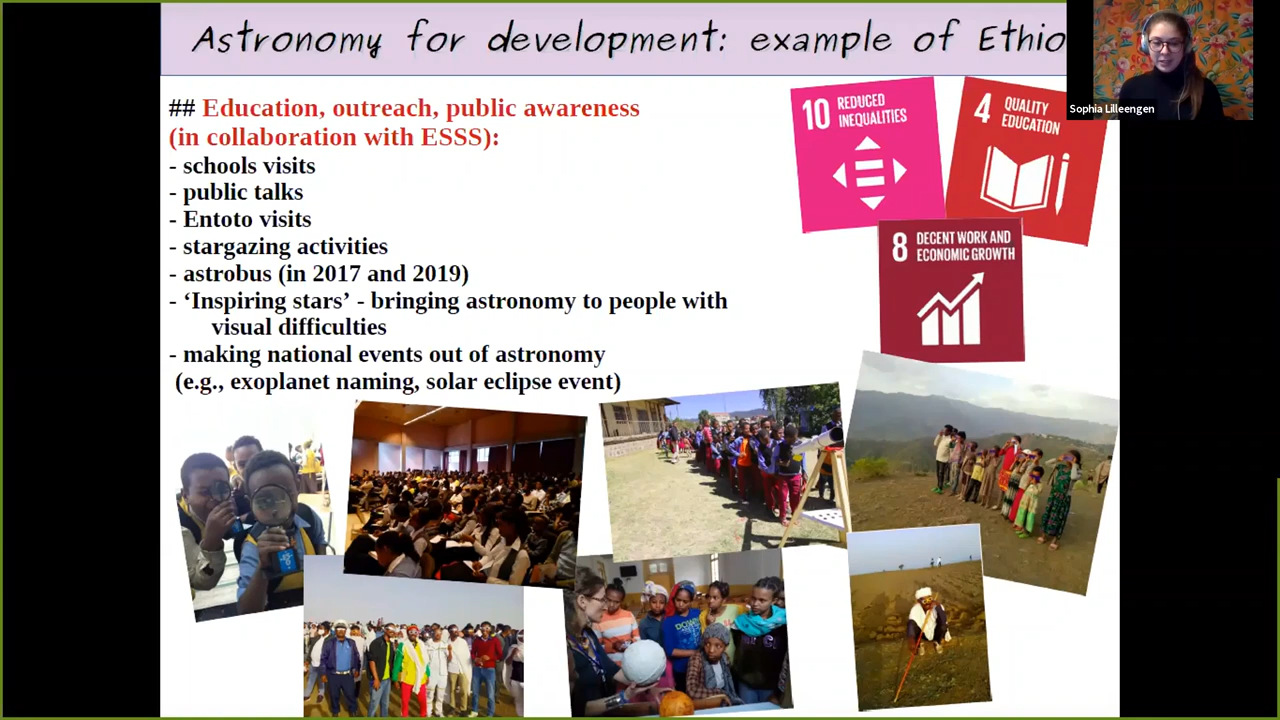 Astronomy for development: example of Ethio
Sophia Lilleengen
## Education, outreach, public awareness
(in collaboration with ESSS):
- schools visits
- public talks
- Entoto visits
- stargazing activities
- astrobus (in 2017 and 2019)
- ‘Inspiring stars’ - bringing astronomy to people with
visual difficulties
- making national events out of astronomy
(e.g., exoplanet naming, solar eclipse event)
10 REDUCED
INEQUALITIES
4 QUALITY
EDUCATION
8 DECENT WORK AND
ECONOMIC GROWTH